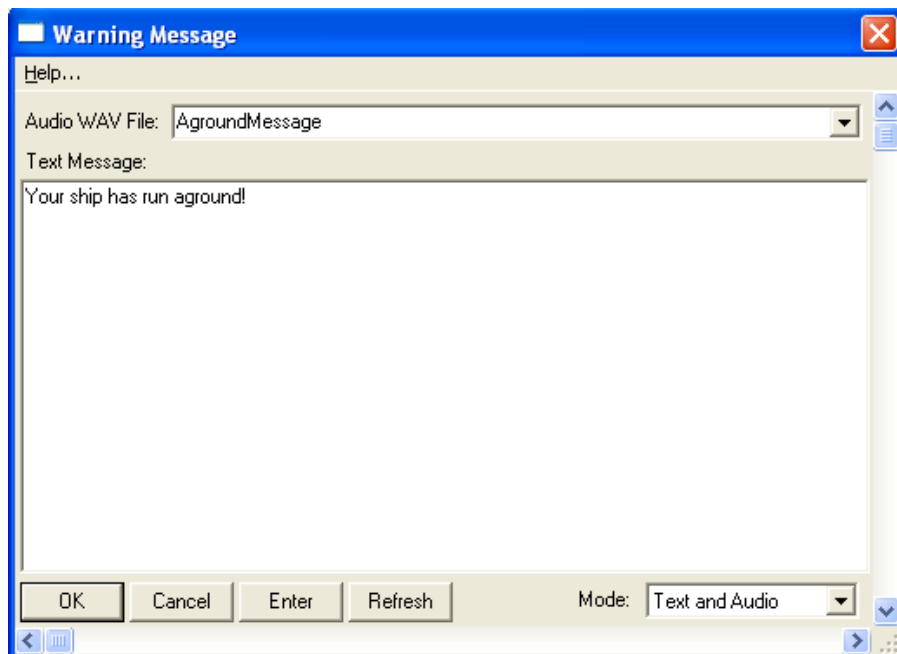 Warning Message
Help...
Audio WAV File: AgroundMessage
Text Message:
Your ship has run aground!
OK Cancel Enter Refresh Mode: Text and Audio